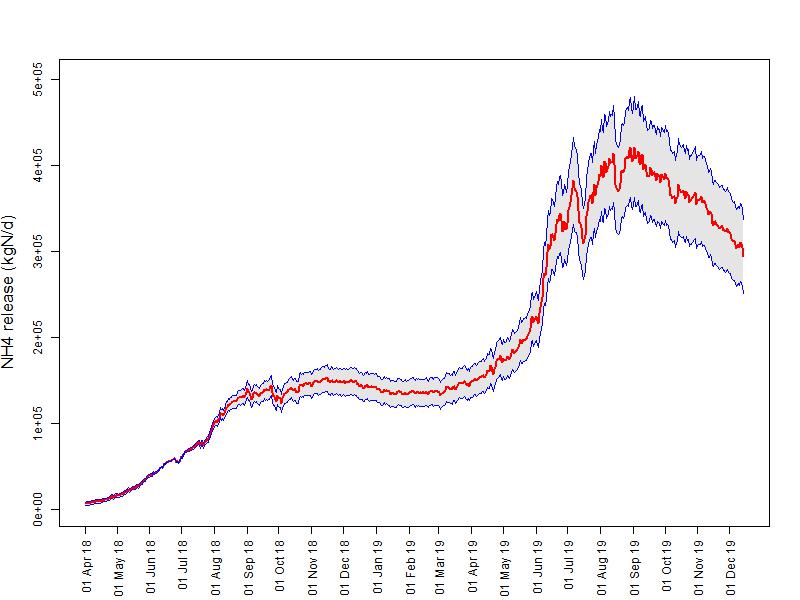 NH4 release (kgN/d)
5e+05
4e+05
3e+05
2e+05
1e+05
0e+00
01 Apr 18
01 May 18
01 Jun 18
01 Jul 18
01 Aug 18
01 Sep 18
01 Oct 18
01 Nov 18
01 Dec 18
01 Jan 19
01 Feb 19
01 Mar 19
01 Apr 19
01 May 19
01 Jun 19
01 Jul 19
01 Aug 19
01 Sep 19
01 Oct 19
01 Nov 19
01 Dec 19